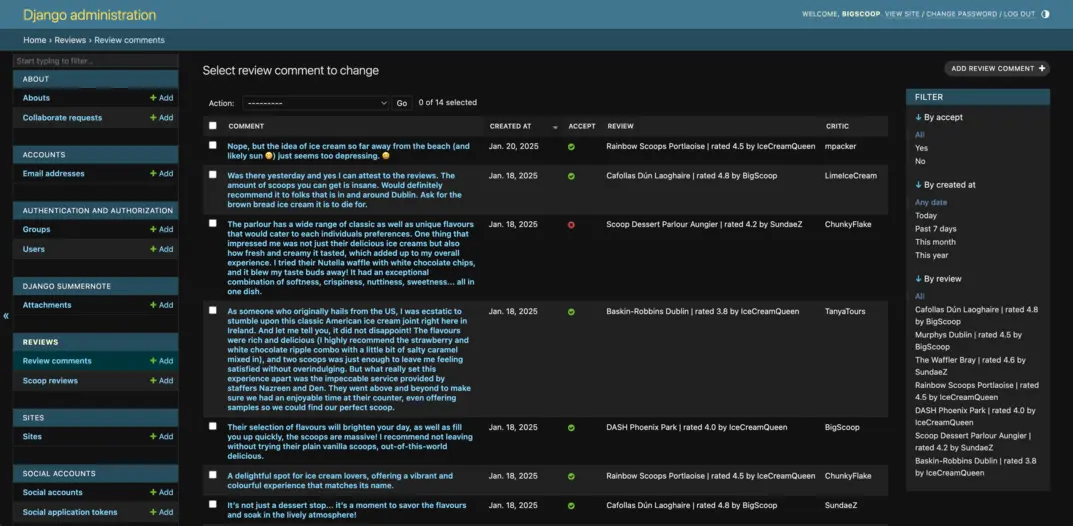 Django administration
WELCOME, BIGSCOOP. VIEW SITE / CHANGE PASSWORD / LOG OUT
Home › Reviews › Review comments
Start typing to filter...
ABOUT
Abouts + Add
Collaborate requests + Add
ACCOUNTS
Email addresses + Add
AUTHENTICATION AND AUTHORIZATION
Groups + Add
Users + Add
DJANGO SUMMERNOTE
Attachments + Add
«
REVIEWS
Review comments + Add
Scoop reviews + Add
SITES
Sites + Add
SOCIAL ACCOUNTS
Social accounts + Add
Social application tokens + Add
Select review comment to change
ADD REVIEW COMMENT +
Action: --------- Go 0 of 14 selected
COMMENT CREATED AT ACCEPT REVIEW CRITIC
Nope, but the idea of ice cream so far away from the beach (and Jan. 20, 2025 Rainbow Scoops Portlaoise | rated 4.5 by IceCreamQueen mpacker
likely sun 😊) just seems too depressing. 😄
Was there yesterday and yes I can attest to the reviews. The Jan. 18, 2025 Cafollas Dún Laoghaire | rated 4.8 by BigScoop LimeIceCream
amount of scoops you can get is insane. Would definitely
recommend it to folks that is in and around Dublin. Ask for the
brown bread ice cream it is to die for.
The parlour has a wide range of classic as well as unique flavours Jan. 18, 2025 Scoop Dessert Parlour Aungier | rated 4.2 by SundaeZ ChunkyFlake
that would cater to each individuals preferences. One thing that
impressed me was not just their delicious ice creams but also
how fresh and creamy it tasted, which added up to my overall
experience. I tried their Nutella waffle with white chocolate chips,
and it blew my taste buds away! It had an exceptional
combination of softness, crispiness, nuttiness, sweetness... all in
one dish.
As someone who originally hails from the US, I was ecstatic to Jan. 18, 2025 Baskin-Robbins Dublin | rated 3.8 by IceCreamQueen TanyaTours
stumble upon this classic American ice cream joint right here in
Ireland. And let me tell you, it did not disappoint! The flavours
were rich and delicious (I highly recommend the strawberry and
white chocolate ripple combo with a little bit of salty caramel
mixed in), and two scoops was just enough to leave me feeling
satisfied without overindulging. But what really set this
experience apart was the impeccable service provided by
staffers Nazreen and Den. They went above and beyond to make
sure we had an enjoyable time at their counter, even offering
samples so we could find our perfect scoop.
Their selection of flavours will brighten your day, as well as fill Jan. 18, 2025 DASH Phoenix Park | rated 4.0 by IceCreamQueen BigScoop
you up quickly, the scoops are massive! I recommend not leaving
without trying their plain vanilla scoops, out-of-this-world
delicious.
A delightful spot for ice cream lovers, offering a vibrant and Jan. 18, 2025 Rainbow Scoops Portlaoise | rated 4.5 by IceCreamQueen ChunkyFlake
colourful experience that matches its name.
It's not just a dessert stop... it's a moment to savor the flavours Jan. 18, 2025 Cafollas Dún Laoghaire | rated 4.8 by BigScoop SundaeZ
and soak in the lively atmosphere!
FILTER
↓ By accept
All
Yes
No
↓ By created at
Any date
Today
Past 7 days
This month
This year
↓ By review
All
Cafollas Dún Laoghaire | rated 4.8
by BigScoop
Murphys Dublin | rated 4.5 by
BigScoop
The Waffler Bray | rated 4.6 by
SundaeZ
Rainbow Scoops Portlaoise | rated
4.5 by IceCreamQueen
DASH Phoenix Park | rated 4.0 by
IceCreamQueen
Scoop Dessert Parlour Aungier |
rated 4.2 by SundaeZ
Baskin-Robbins Dublin | rated 3.8
by IceCreamQueen